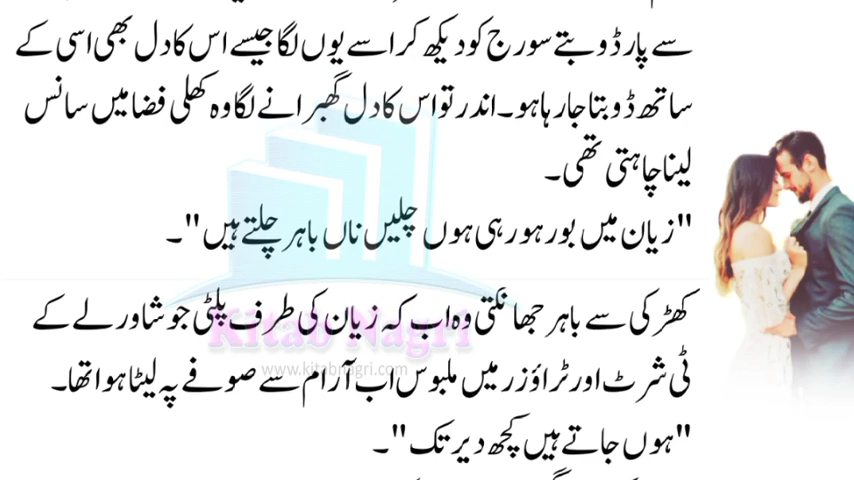 سے پار ڈوبتے سورج کو دیکھ کر اسے یوں لگا جیسے اس کا دل بھی اسی کے
ساتھ ڈوبتا جا رہا ہو۔ اندر تو اس کا دل گھبرانے لگا وہ کھلی فضا میں سانس
لینا چاہتی تھی۔
"زیان میں بور ہو رہی ہوں چلیں ناں باہر چلتے ہیں"۔
کھڑکی سے باہر جھانکتی وہ اب کہ زیان کی طرف پلٹی جو شاور لے کے
Kitab Nagri
www.kitabnagri.com
ٹی شرٹ اور ٹراؤزر میں ملبوس اب آرام سے صوفے پہ لیٹا ہوا تھا۔
"ہوں جاتے ہیں کچھ دیر تک"۔